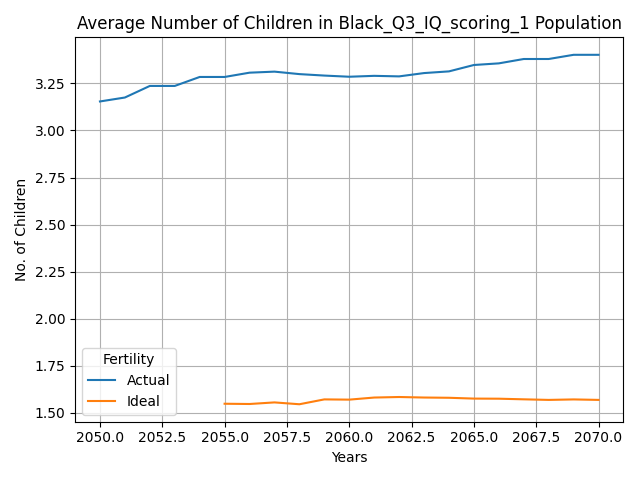 Average Number of Children in Black_Q3_IQ_scoring_1 Population
No. of Children
3.25
3.00
2.75
2.50
2.25
2.00
1.75
1.50
Fertility
Actual
Ideal
2050.0 2052.5 2055.0 2057.5 2060.0 2062.5 2065.0 2067.5 2070.0
Years